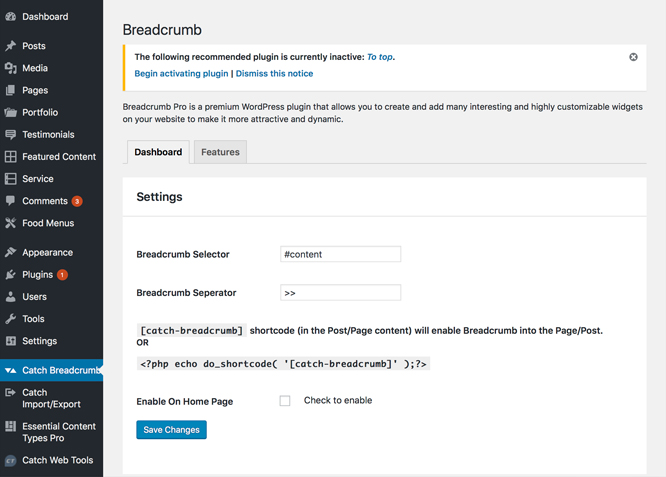 Dashboard
Posts
Media
Pages
Portfolio
Testimonials
Featured Content
Service
Comments 3
Food Menus
Appearance
Plugins 1
Users
Tools
Settings
Catch Breadcrumb
Catch
Import/Export
Essential Content
Types Pro
Catch Web Tools
Breadcrumb
The following recommended plugin is currently inactive: To top.
Begin activating plugin | Dismiss this notice
Breadcrumb Pro is a premium WordPress plugin that allows you to create and add many interesting and highly customizable widgets
on your website to make it more attractive and dynamic.
Dashboard
Features
Settings
Breadcrumb Selector
#content
Breadcrumb Seperator
>>
[catch-breadcrumb] shortcode (in the Post/Page content) will enable Breadcrumb into the Page/Post.
OR
<?php echo do_shortcode( '[catch-breadcrumb]' );?>
Enable On Home Page
Check to enable
Save Changes